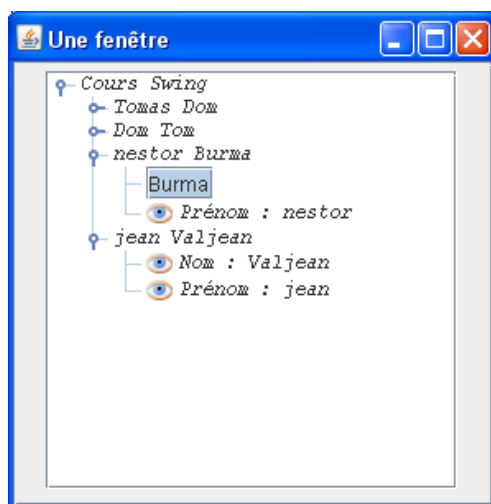 Une fenêtre
Cours Swing
Tomas Dom
Dom Tom
nestor Burma
Burma
Prénom : nestor
jean Valjean
Nom : Valjean
Prénom : jean